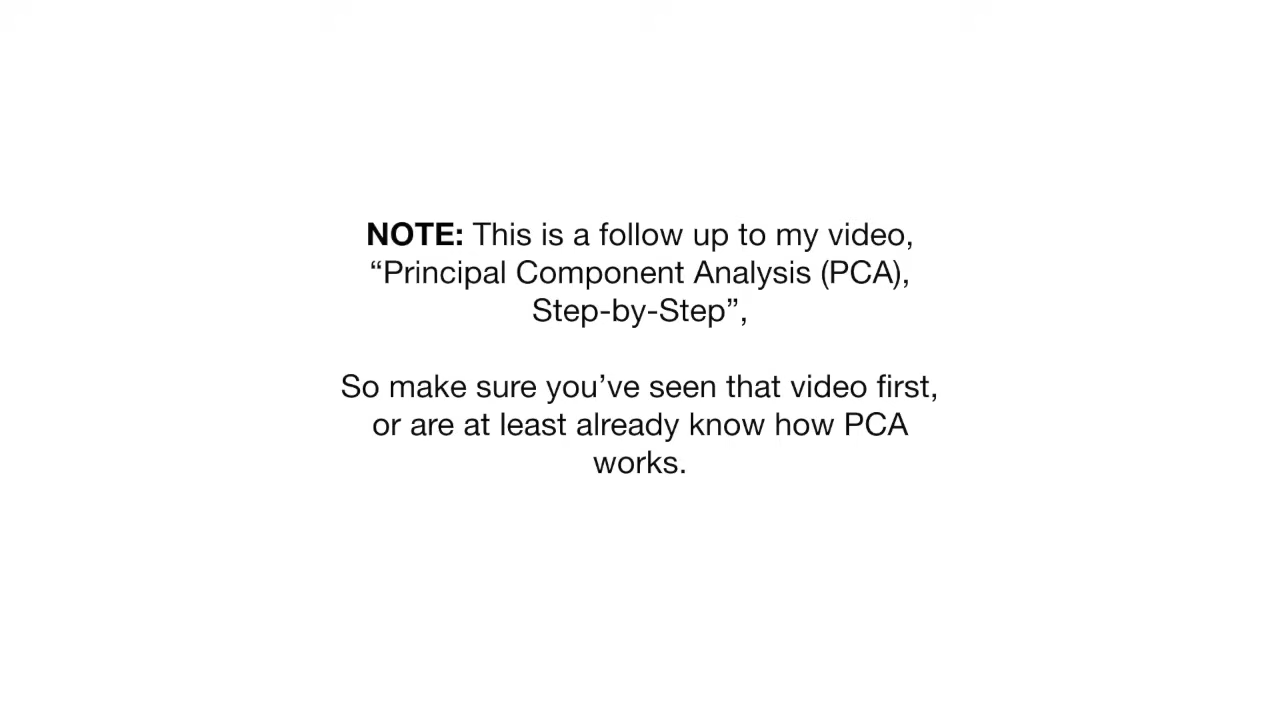 NOTE: This is a follow up to my video,
“Principal Component Analysis (PCA),
Step-by-Step”,
So make sure you’ve seen that video first,
or are at least already know how PCA
works.